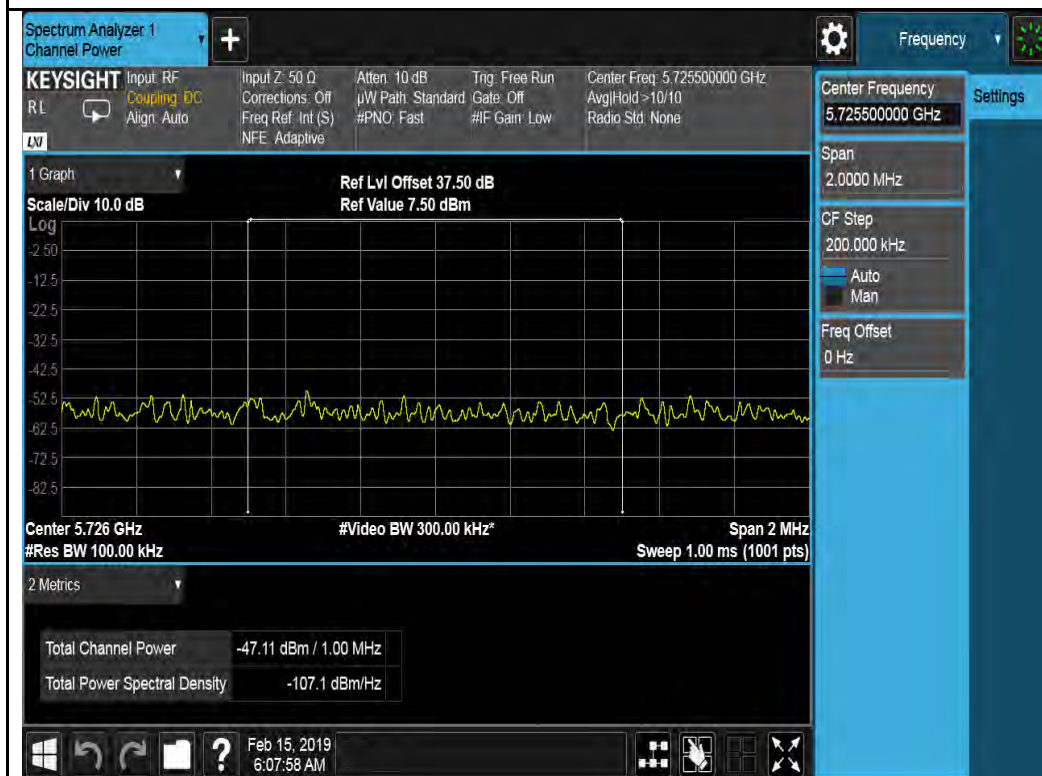 Spectrum Analyzer 1
Channel Power
+
Frequency
KEYSIGHT
RL
LXI
Input: RF
Coupling: DC
Align: Auto
Input Z: 50 Ω
Corrections: Off
Freq Ref: Int (S)
NFE: Adaptive
Atten: 10 dB
µW Path: Standard
#PNO: Fast
Trig: Free Run
Gate: Off
#IF Gain: Low
Center Freq: 5.725500000 GHz
Avg|Hold >10/10
Radio Std: None
Center Frequency
5.725500000 GHz
Settings
Span
2.0000 MHz
CF Step
200.000 kHz
Auto
Man
Freq Offset
0 Hz
1 Graph
Scale/Div 10.0 dB
Ref Lvl Offset 37.50 dB
Ref Value 7.50 dBm
Log
-2.50
-12.5
-22.5
-32.5
-42.5
-52.5
-62.5
-72.5
-82.5
Center 5.726 GHz
#Res BW 100.00 kHz
#Video BW 300.00 kHz*
Span 2 MHz
Sweep 1.00 ms (1001 pts)
2 Metrics
Total Channel Power -47.11 dBm / 1.00 MHz
Total Power Spectral Density -107.1 dBm/Hz
?
Feb 15, 2019
6:07:58 AM